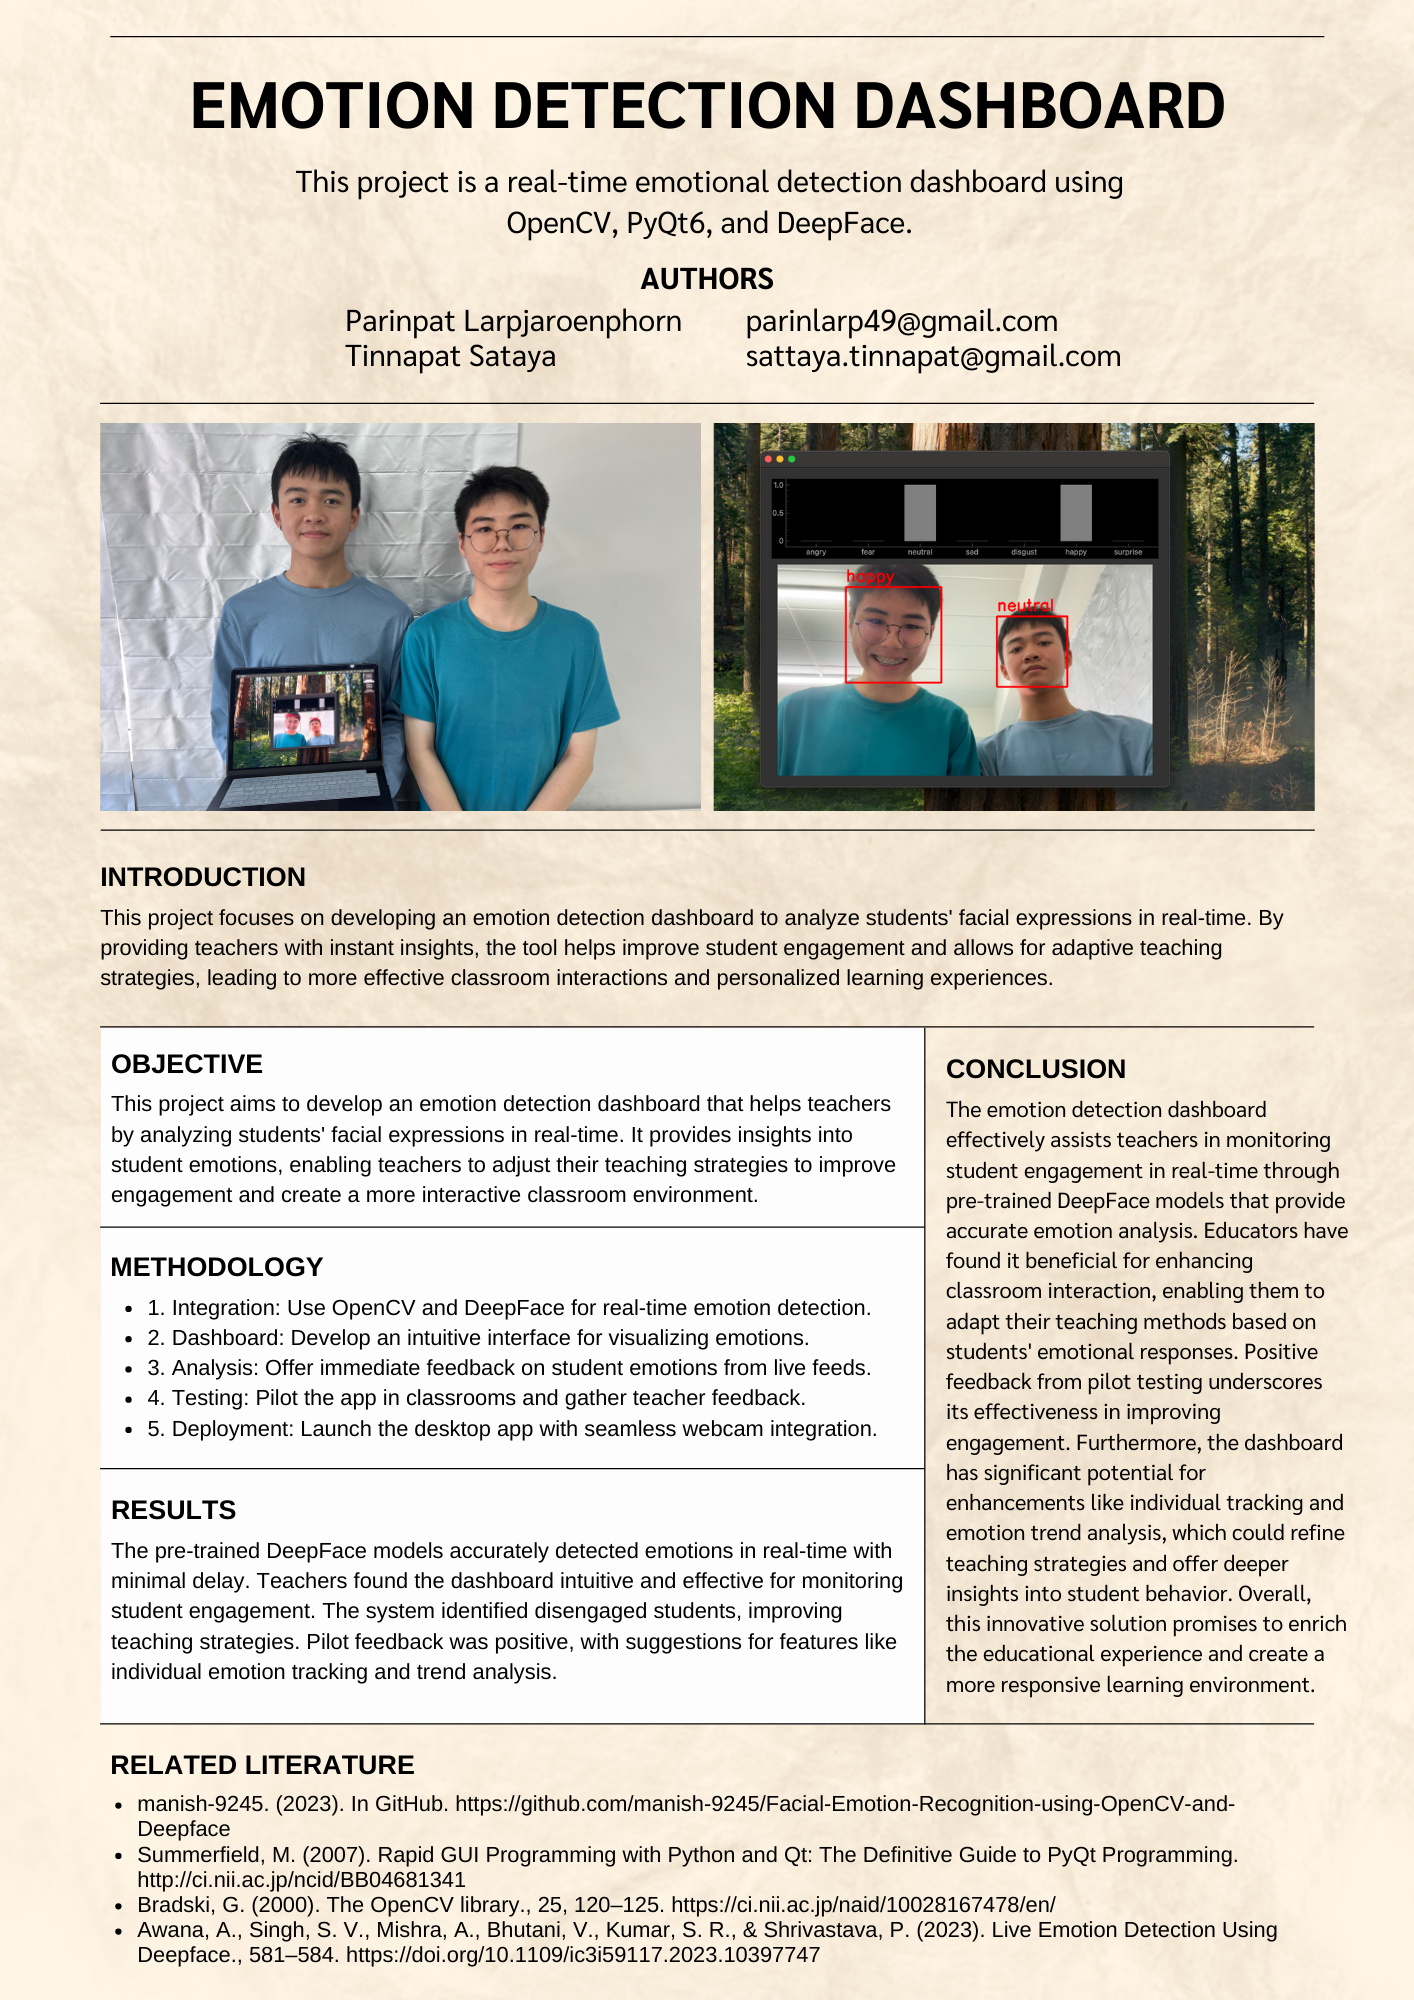 EMOTION DETECTION DASHBOARD
This project is a real-time emotional detection dashboard using
OpenCV, PyQt6, and DeepFace.
AUTHORS
Parinpat Larpjaroenphorn parinlarp49@gmail.com
Tinnapat Sataya sattaya.tinnapat@gmail.com
1.0
0.5
0
angry fear neutral sad disgust happy surprise
happy
neutral
INTRODUCTION
This project focuses on developing an emotion detection dashboard to analyze students' facial expressions in real-time. By
providing teachers with instant insights, the tool helps improve student engagement and allows for adaptive teaching
strategies, leading to more effective classroom interactions and personalized learning experiences.
OBJECTIVE
This project aims to develop an emotion detection dashboard that helps teachers
by analyzing students' facial expressions in real-time. It provides insights into
student emotions, enabling teachers to adjust their teaching strategies to improve
engagement and create a more interactive classroom environment.
METHODOLOGY
• 1. Integration: Use OpenCV and DeepFace for real-time emotion detection.
• 2. Dashboard: Develop an intuitive interface for visualizing emotions.
• 3. Analysis: Offer immediate feedback on student emotions from live feeds.
• 4. Testing: Pilot the app in classrooms and gather teacher feedback.
• 5. Deployment: Launch the desktop app with seamless webcam integration.
RESULTS
The pre-trained DeepFace models accurately detected emotions in real-time with
minimal delay. Teachers found the dashboard intuitive and effective for monitoring
student engagement. The system identified disengaged students, improving
teaching strategies. Pilot feedback was positive, with suggestions for features like
individual emotion tracking and trend analysis.
CONCLUSION
The emotion detection dashboard
effectively assists teachers in monitoring
student engagement in real-time through
pre-trained DeepFace models that provide
accurate emotion analysis. Educators have
found it beneficial for enhancing
classroom interaction, enabling them to
adapt their teaching methods based on
students' emotional responses. Positive
feedback from pilot testing underscores
its effectiveness in improving
engagement. Furthermore, the dashboard
has significant potential for
enhancements like individual tracking and
emotion trend analysis, which could refine
teaching strategies and offer deeper
insights into student behavior. Overall,
this innovative solution promises to enrich
the educational experience and create a
more responsive learning environment.
RELATED LITERATURE
• manish-9245. (2023). In GitHub. https://github.com/manish-9245/Facial-Emotion-Recognition-using-OpenCV-and-
Deepface
• Summerfield, M. (2007). Rapid GUI Programming with Python and Qt: The Definitive Guide to PyQt Programming.
http://ci.nii.ac.jp/ncid/BB04681341
• Bradski, G. (2000). The OpenCV library., 25, 120–125. https://ci.nii.ac.jp/naid/10028167478/en/
• Awana, A., Singh, S. V., Mishra, A., Bhutani, V., Kumar, S. R., & Shrivastava, P. (2023). Live Emotion Detection Using
Deepface., 581–584. https://doi.org/10.1109/ic3i59117.2023.10397747